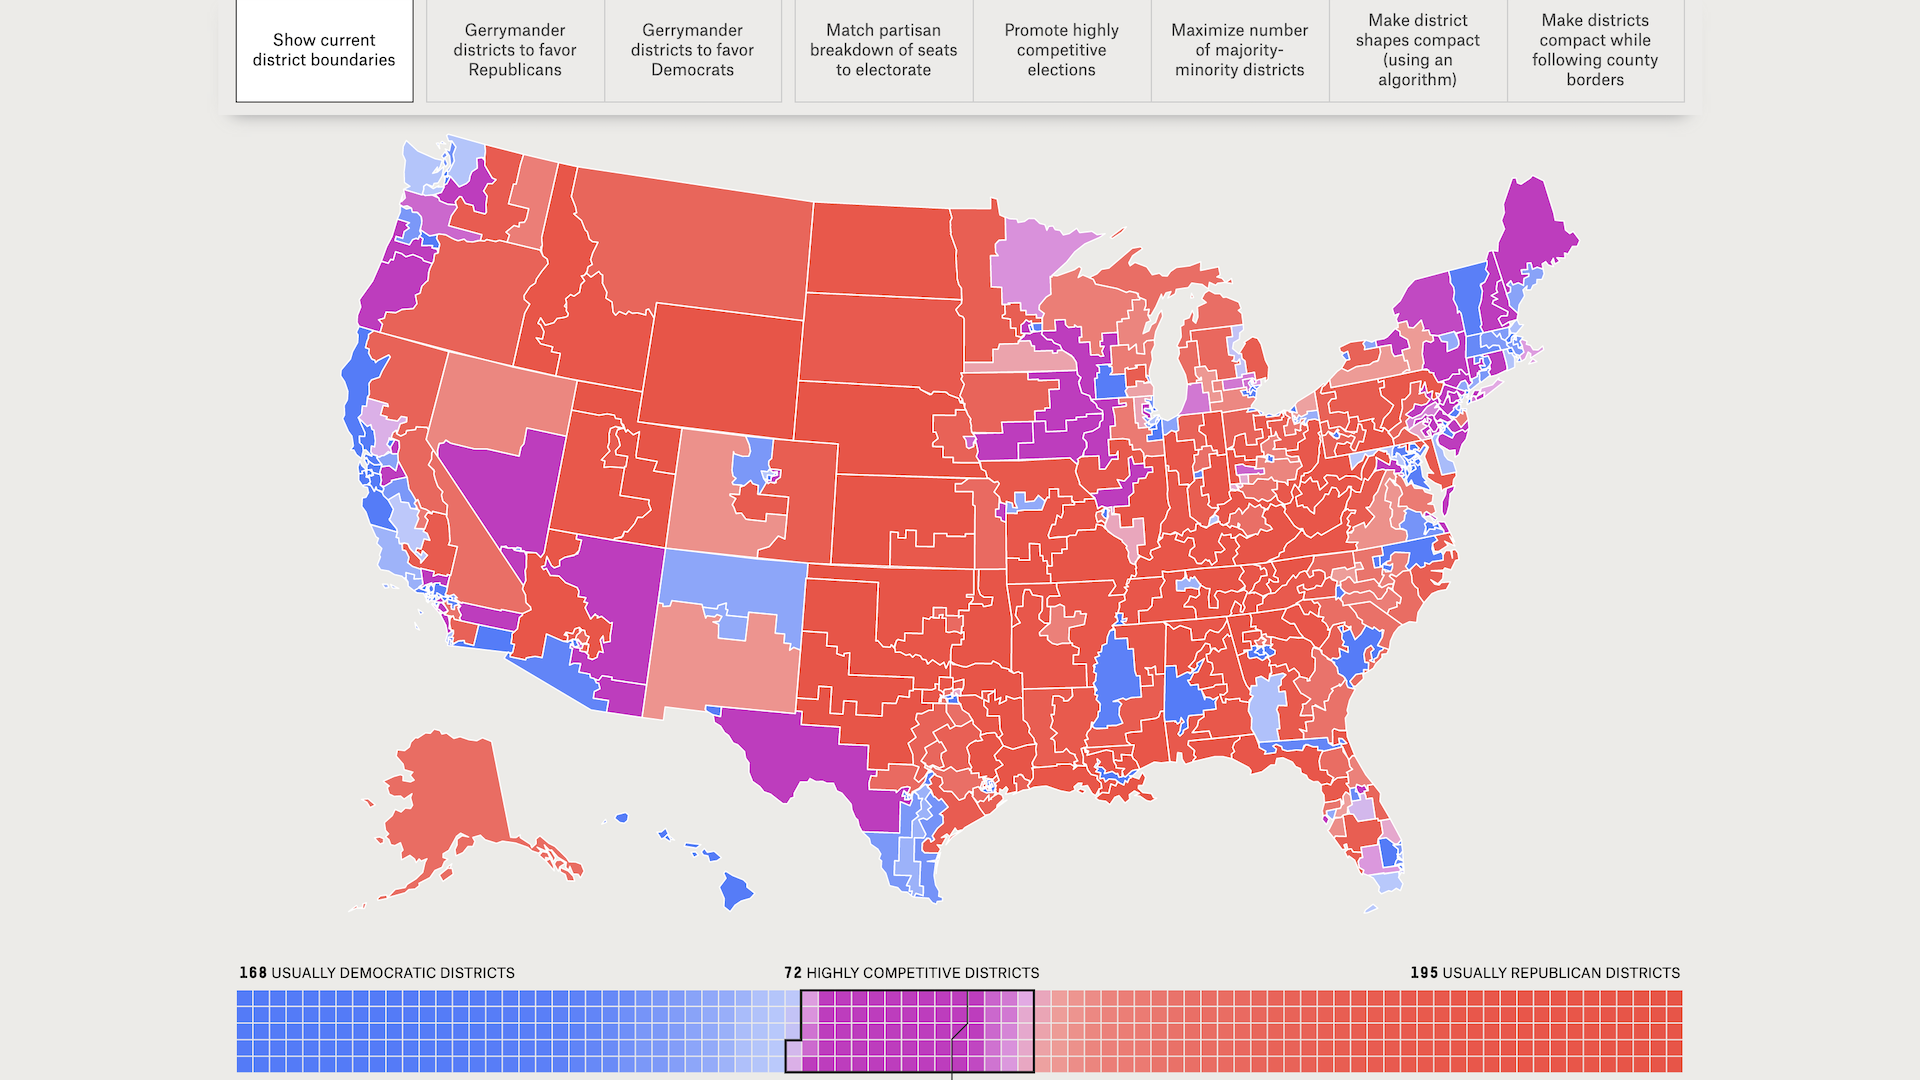 Show current
district boundaries
Gerrymander
districts to favor
Republicans
Gerrymander
districts to favor
Democrats
Match partisan
breakdown of seats
to electorate
Promote highly
competitive
elections
Maximize number
of majority-
minority districts
Make district
shapes compact
(using an
algorithm)
Make districts
compact while
following county
borders
168 USUALLY DEMOCRATIC DISTRICTS
72 HIGHLY COMPETITIVE DISTRICTS
195 USUALLY REPUBLICAN DISTRICTS